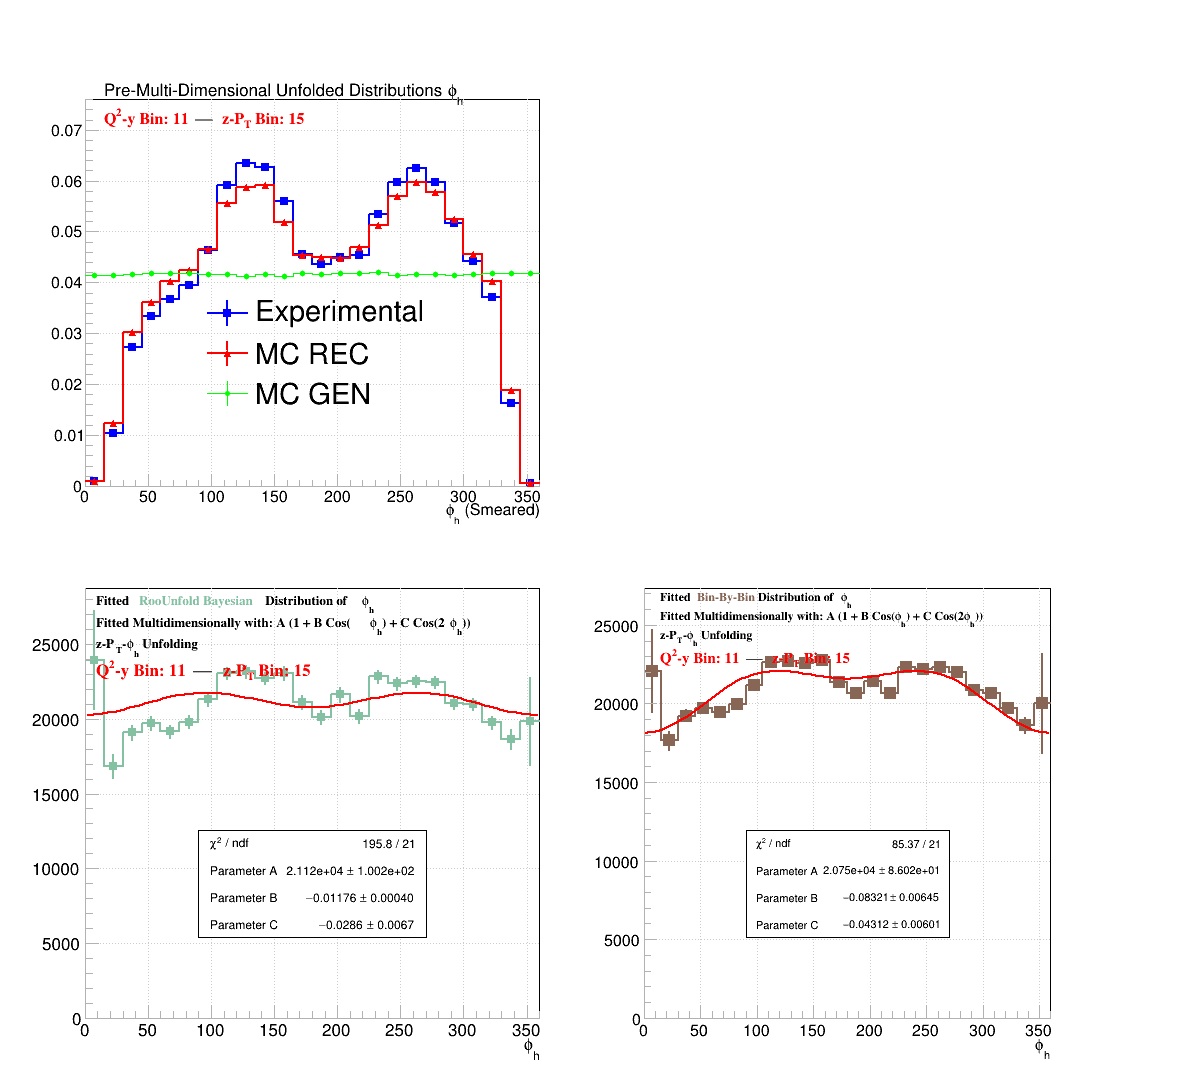 Pre-Multi-Dimensional Unfolded Distributions ϕh
Q2-y Bin: 11 — z-PT Bin: 15
0.07
0.06
0.05
0.04
0.03
0.02
0.01
0
Experimental
MC REC
MC GEN
0 50 100 150 200 250 300 350
ϕh (Smeared)
Fitted RooUnfold Bayesian Distribution of ϕh
Fitted Multidimensionally with: A (1 + B Cos( ϕh) + C Cos(2 ϕh))
z-PT-ϕh Unfolding
Q2-y Bin: 11 — z-PT Bin: 15
25000
20000
15000
10000
5000
0
χ2 / ndf 195.8 / 21
Parameter A 2.112e+04 ± 1.002e+02
Parameter B −0.01176 ± 0.00040
Parameter C −0.0286 ± 0.0067
0 50 100 150 200 250 300 350
ϕh
Fitted Bin-By-Bin Distribution of ϕh
Fitted Multidimensionally with: A (1 + B Cos(ϕh) + C Cos(2ϕh))
z-PT-ϕh Unfolding
Q2-y Bin: 11 — z-PT Bin: 15
25000
20000
15000
10000
5000
0
χ2 / ndf 85.37 / 21
Parameter A 2.075e+04 ± 8.602e+01
Parameter B −0.08321 ± 0.00645
Parameter C −0.04312 ± 0.00601
0 50 100 150 200 250 300 350
ϕh